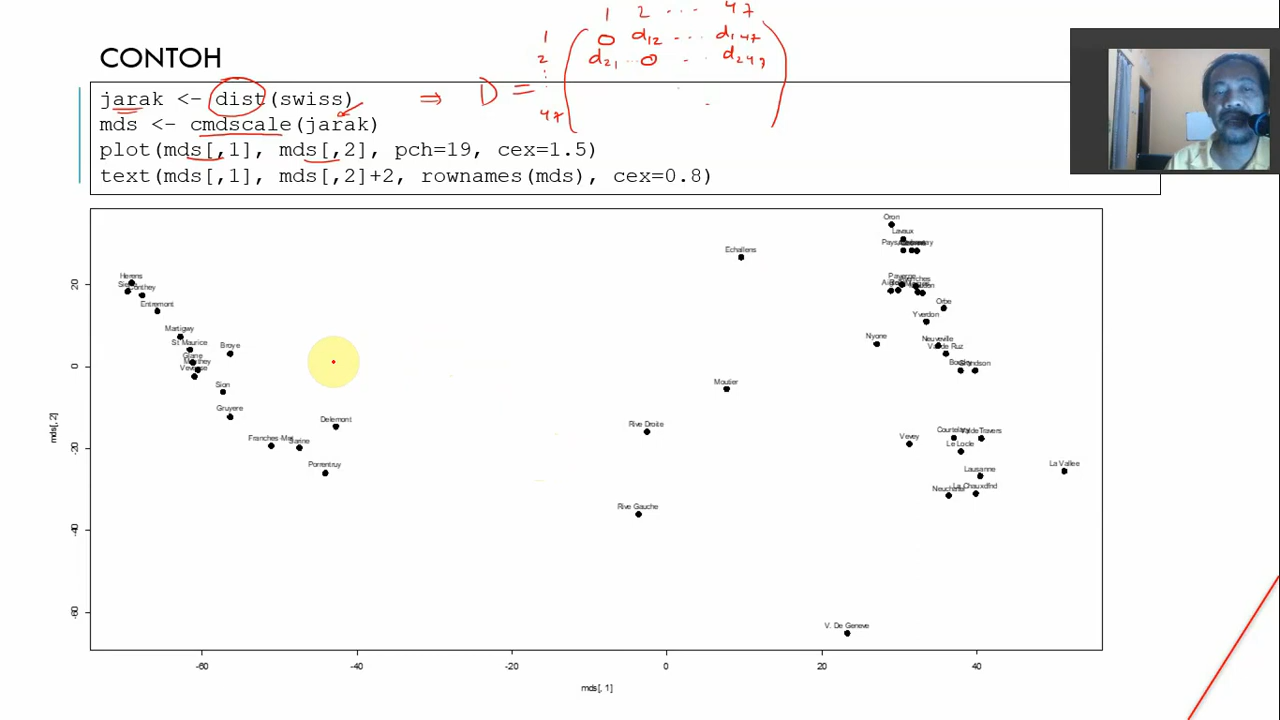 CONTOH
1 2 ... 47
1 0 d12 ... d147
2 d21 ... 0 ...
47
⇒ D =
jarak <- dist(swiss)
mds <- cmdscale(jarak)
plot(mds[,1], mds[,2], pch=19, cex=1.5)
text(mds[,1], mds[,2]+2, rownames(mds), cex=0.8)
Oron
Lavaux
Echallens
Herens
Conthey
Entremont
Payerne
Orbe
Yverdon
Martigwy
St Maurice
Broye
Nyone
Neuveville
Val de Ruz
Glane
Monthey
Veveyse
Boudry
Grandson
Sion
Moutier
Gruyere
Delemont
Rive Droite
Franches-Mnt
Sarine
Vevey
Courtelary
ValdeTravers
Le Locle
Porrentruy
La Vallee
Lausanne
Neuchatel
La Chauxdfnd
Rive Gauche
V. De Geneve
20
0
-20
-40
-60
mds[, 2]
-60 -40 -20 0 20 40
mds[, 1]